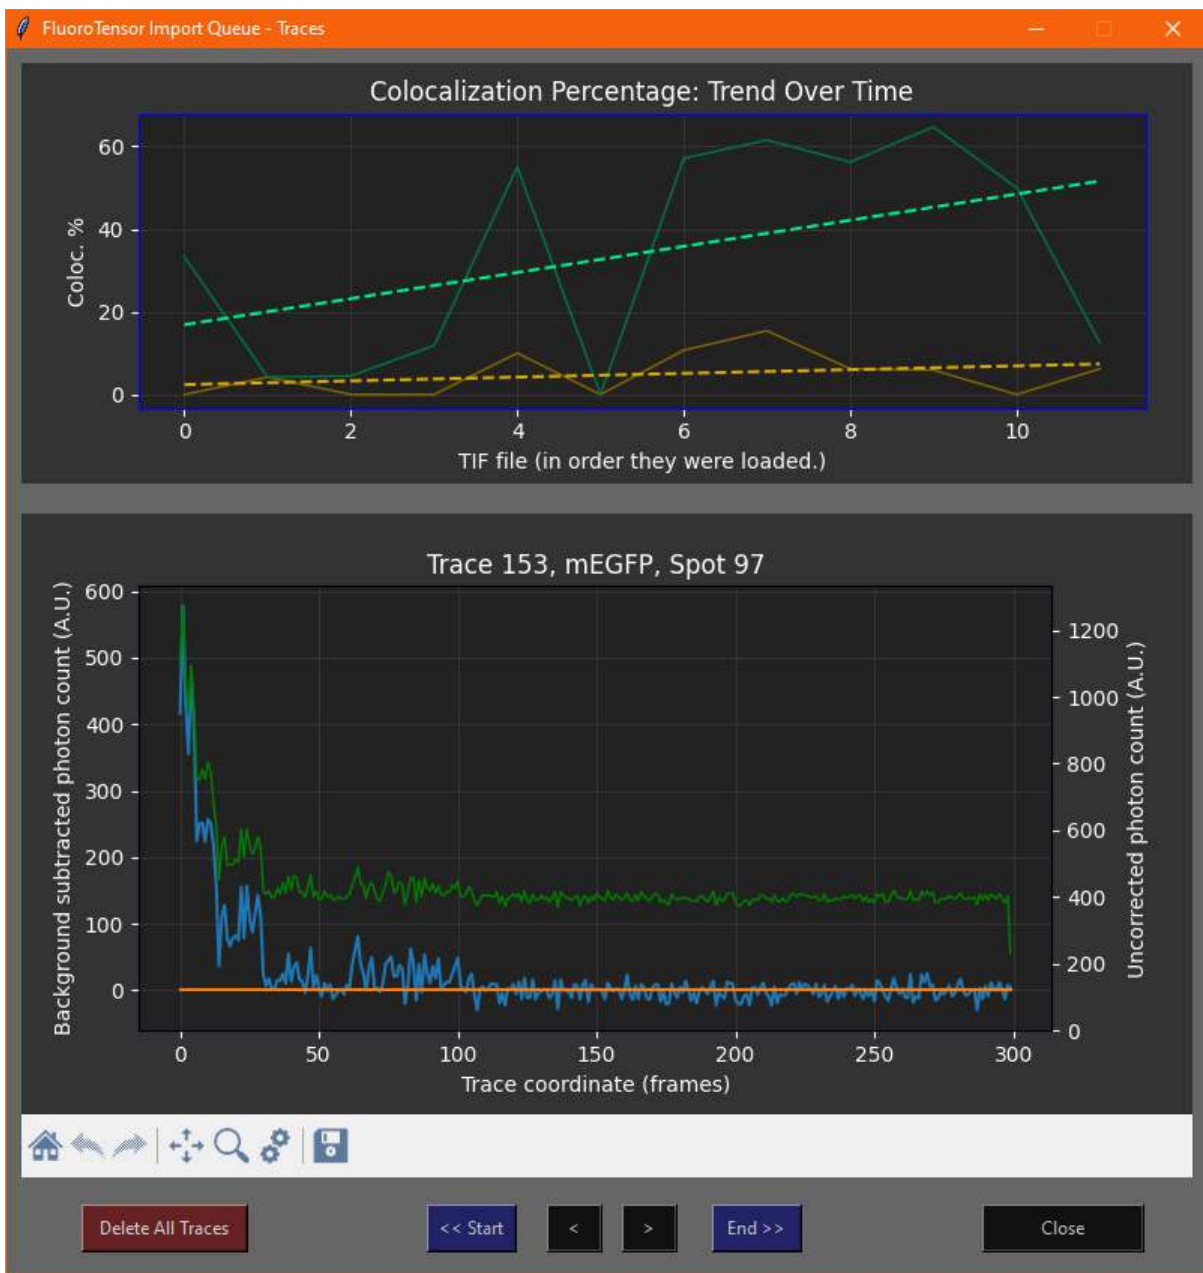 FluoroTensor Import Queue - Traces
Colocalization Percentage: Trend Over Time
Coloc. %
60
40
20
0
0 2 4 6 8 10
TIF file (in order they were loaded.)
Trace 153, mEGFP, Spot 97
Background subtracted photon count (A.U.)
600
500
400
300
200
100
0
1200
1000
800
600
400
200
0
Uncorrected photon count (A.U.)
0 50 100 150 200 250 300
Trace coordinate (frames)
Delete All Traces << Start < > End >> Close